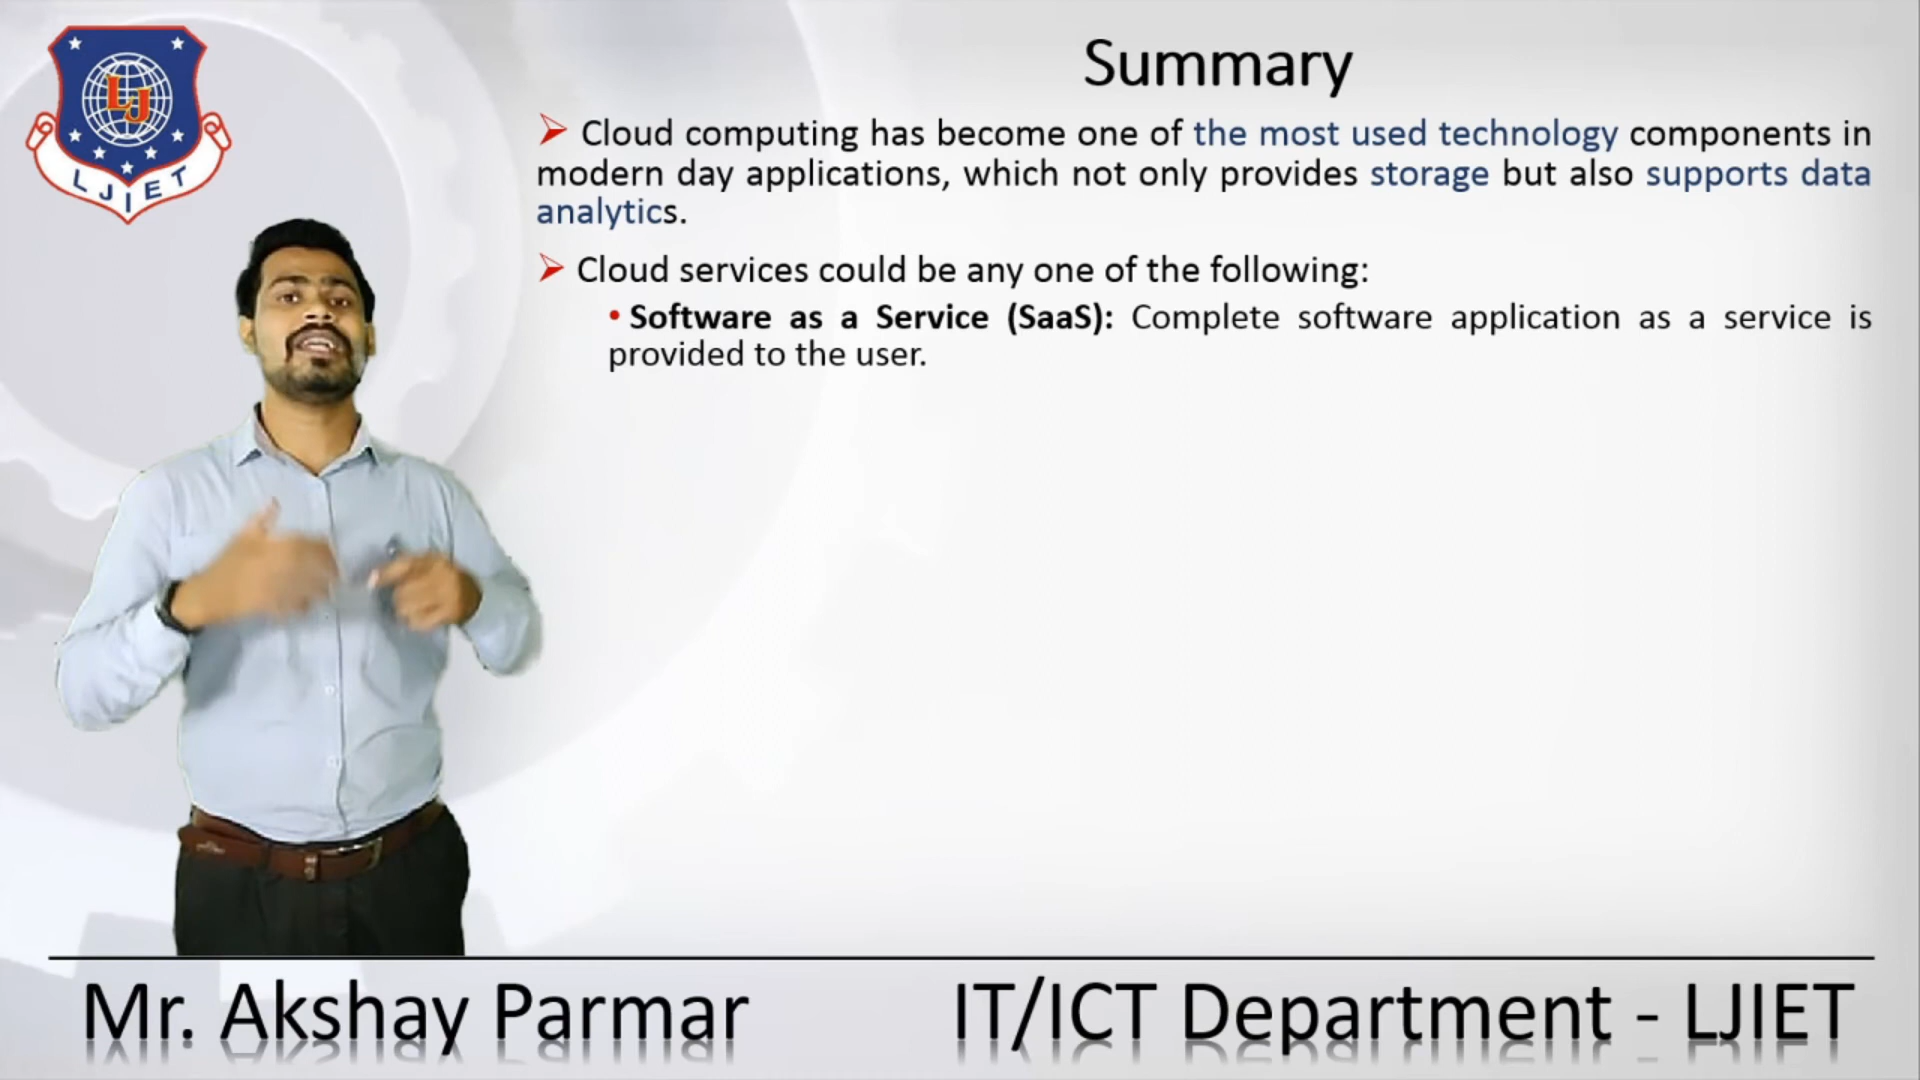 LJ
LJIET
Summary
➢ Cloud computing has become one of the most used technology components in
modern day applications, which not only provides storage but also supports data
analytics.
➢ Cloud services could be any one of the following:
• Software as a Service (SaaS): Complete software application as a service is
provided to the user.
Mr. Akshay Parmar
IT/ICT Department - LJIET